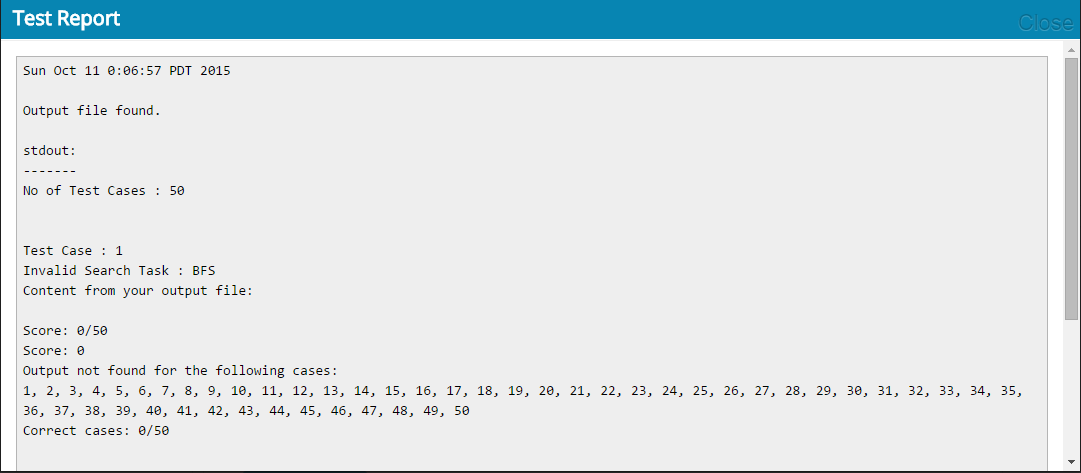 Test Report
Close
Sun Oct 11 0:06:57 PDT 2015
Output file found.
stdout:
-------
No of Test Cases : 50
Test Case : 1
Invalid Search Task : BFS
Content from your output file:
Score: 0/50
Score: 0
Output not found for the following cases:
1, 2, 3, 4, 5, 6, 7, 8, 9, 10, 11, 12, 13, 14, 15, 16, 17, 18, 19, 20, 21, 22, 23, 24, 25, 26, 27, 28, 29, 30, 31, 32, 33, 34, 35,
36, 37, 38, 39, 40, 41, 42, 43, 44, 45, 46, 47, 48, 49, 50
Correct cases: 0/50